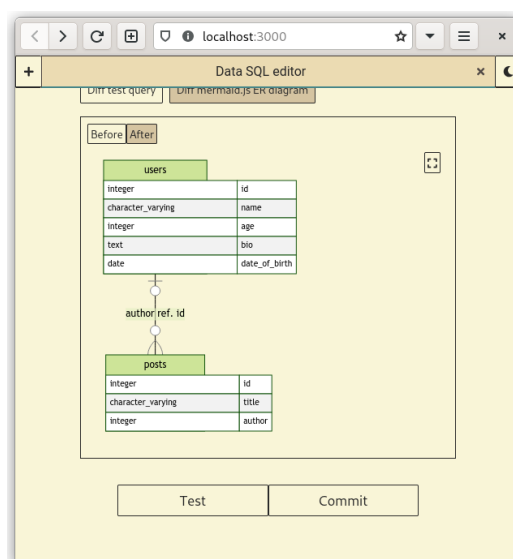 localhost:3000
Data SQL editor
Diff test query Diff mermaid.js ER diagram
Before After
users
integer id
character_varying name
integer age
text bio
date date_of_birth
author ref. id
posts
integer id
character_varying title
integer author
Test Commit